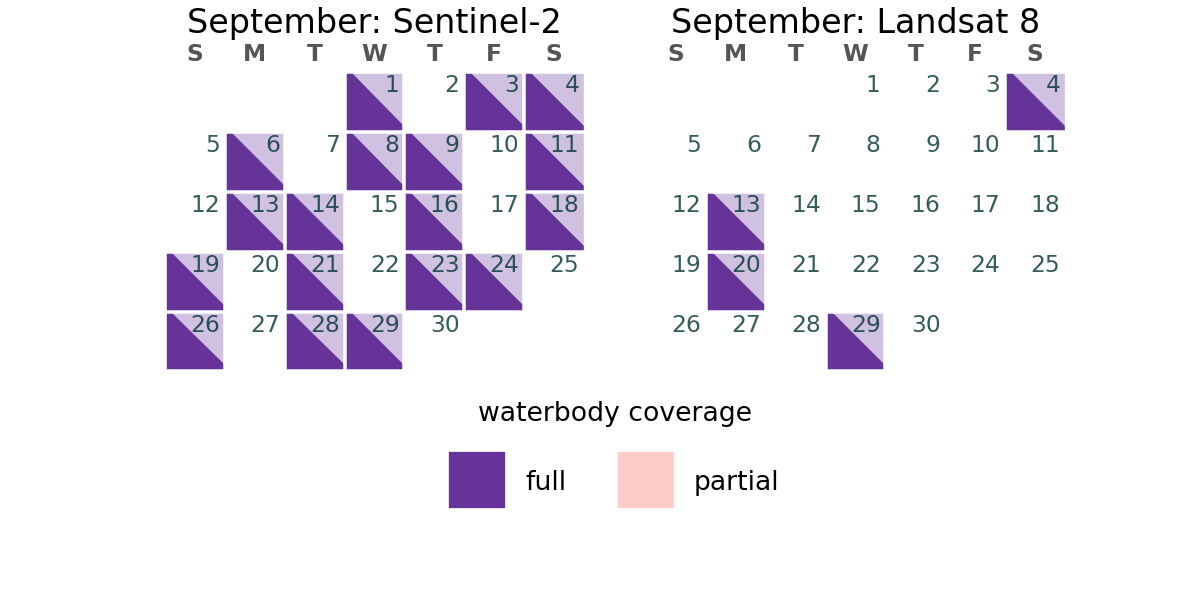 September: Sentinel-2
S M T W T F S
1 2 3 4
5 6 7 8 9 10 11
12 13 14 15 16 17 18
19 20 21 22 23 24 25
26 27 28 29 30
September: Landsat 8
S M T W T F S
1 2 3 4
5 6 7 8 9 10 11
12 13 14 15 16 17 18
19 20 21 22 23 24 25
26 27 28 29 30
waterbody coverage
full partial